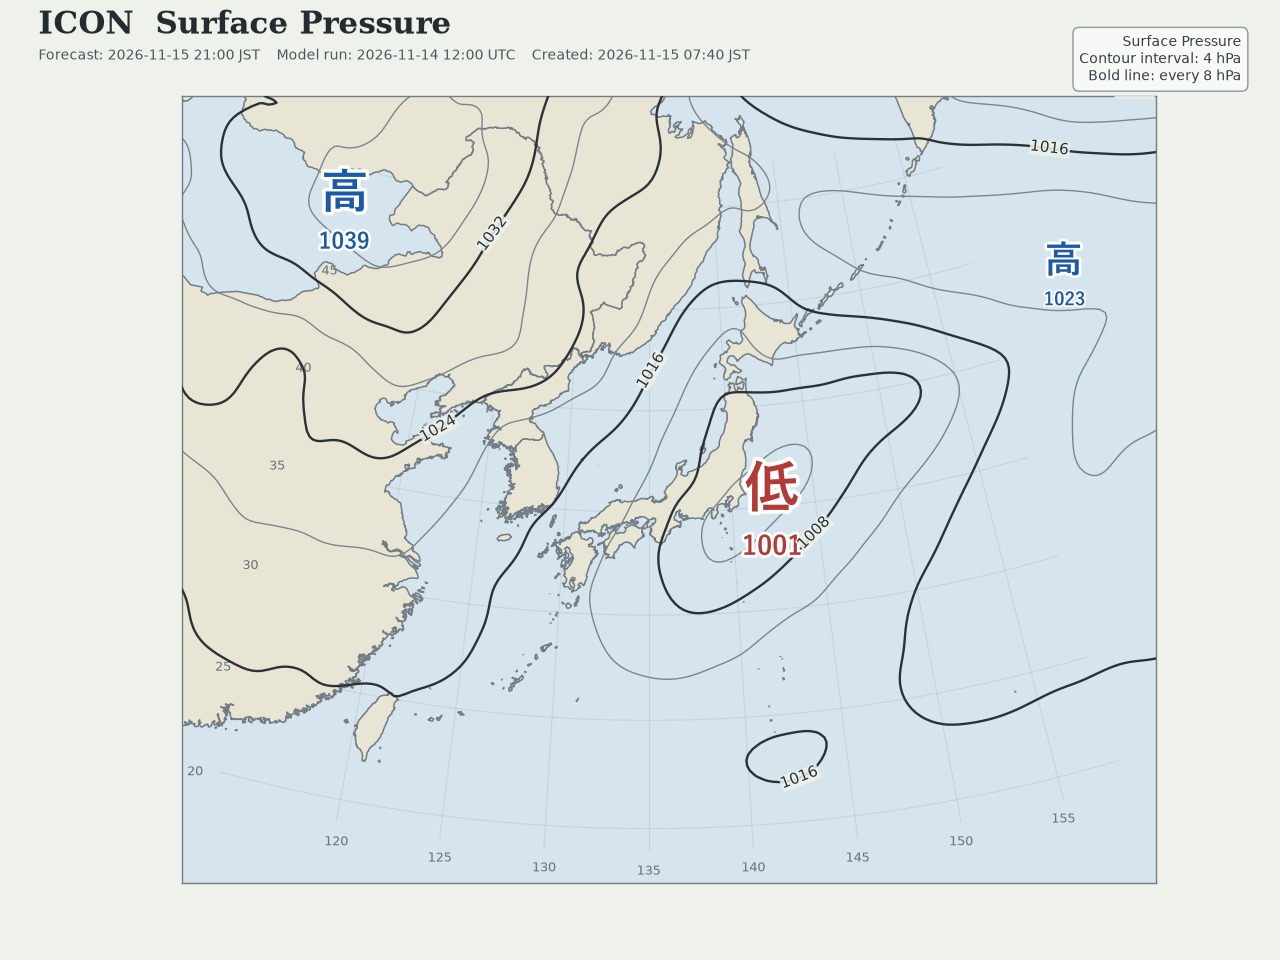 ICON  Surface Pressure
Forecast: 2026-11-15 21:00 JST    Model run: 2026-11-14 12:00 UTC    Created: 2026-11-15 07:40 JST
Surface Pressure
Contour interval: 4 hPa
Bold line: every 8 hPa
1016
高
1039
1032
45
高
1023
40
1016
1024
35
低
1001
1008
30
25
20
1016
120
125
130
135
140
145
150
155